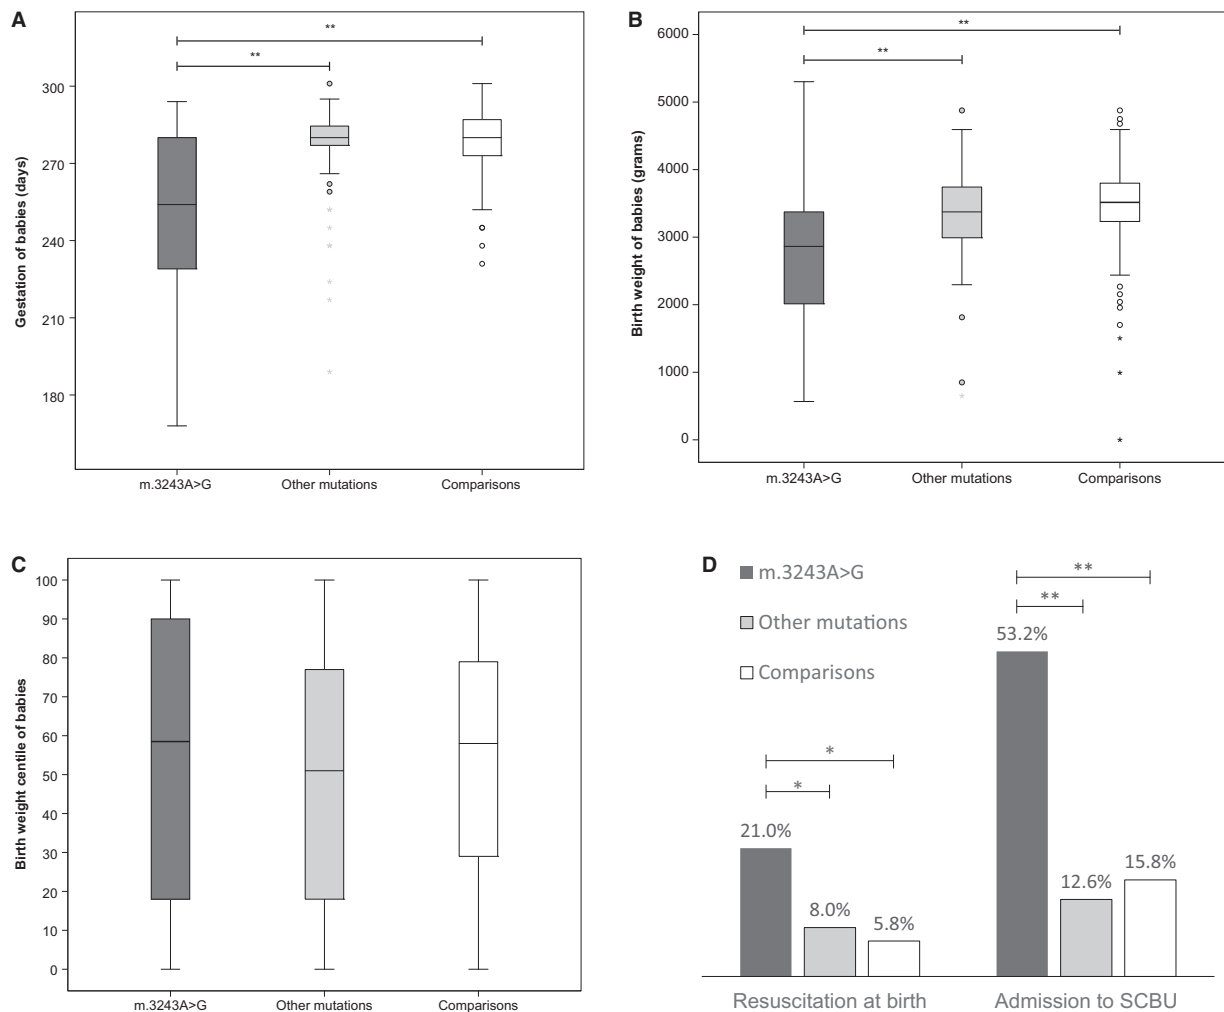 A
**
**
300
270
240
210
180
Gestation of babies (days)
m.3243A>G
Other mutations
Comparisons
B
**
**
6000
5000
4000
3000
2000
1000
0
Birth weight of babies (grams)
m.3243A>G
Other mutations
Comparisons
C
100
90
80
70
60
50
40
30
20
10
0
Birth weight centile of babies
m.3243A>G
Other mutations
Comparisons
D
m.3243A>G
Other mutations
Comparisons
*
*
21.0%
8.0%
5.8%
**
**
53.2%
12.6%
15.8%
Resuscitation at birth
Admission to SCBU